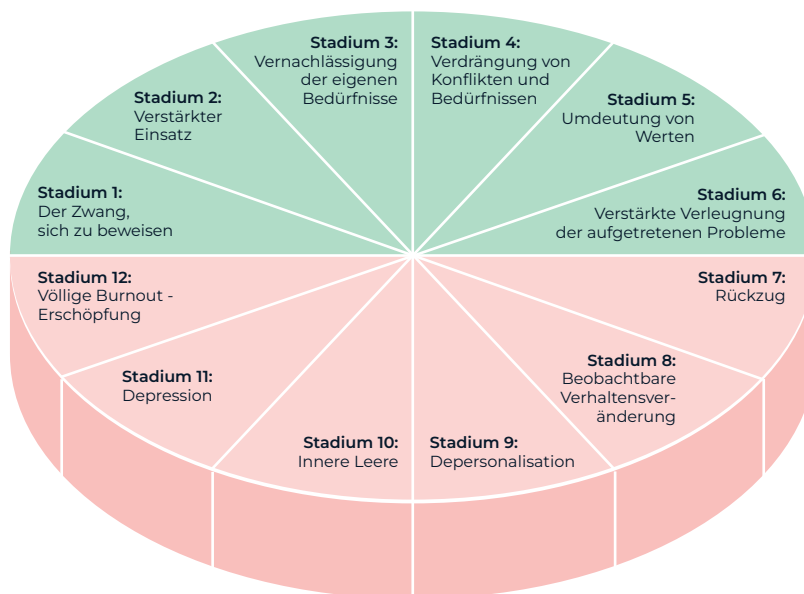 Stadium 1:
Der Zwang,
sich zu beweisen
Stadium 2:
Verstärkter
Einsatz
Stadium 3:
Vernachlässigung
der eigenen
Bedürfnisse
Stadium 4:
Verdrängung von
Konflikten und
Bedürfnissen
Stadium 5:
Umdeutung von
Werten
Stadium 6:
Verstärkte Verleugnung
der aufgetretenen Probleme
Stadium 7:
Rückzug
Stadium 8:
Beobachtbare
Verhaltensver-
änderung
Stadium 9:
Depersonalisation
Stadium 10:
Innere Leere
Stadium 11:
Depression
Stadium 12:
Völlige Burnout -
Erschöpfung